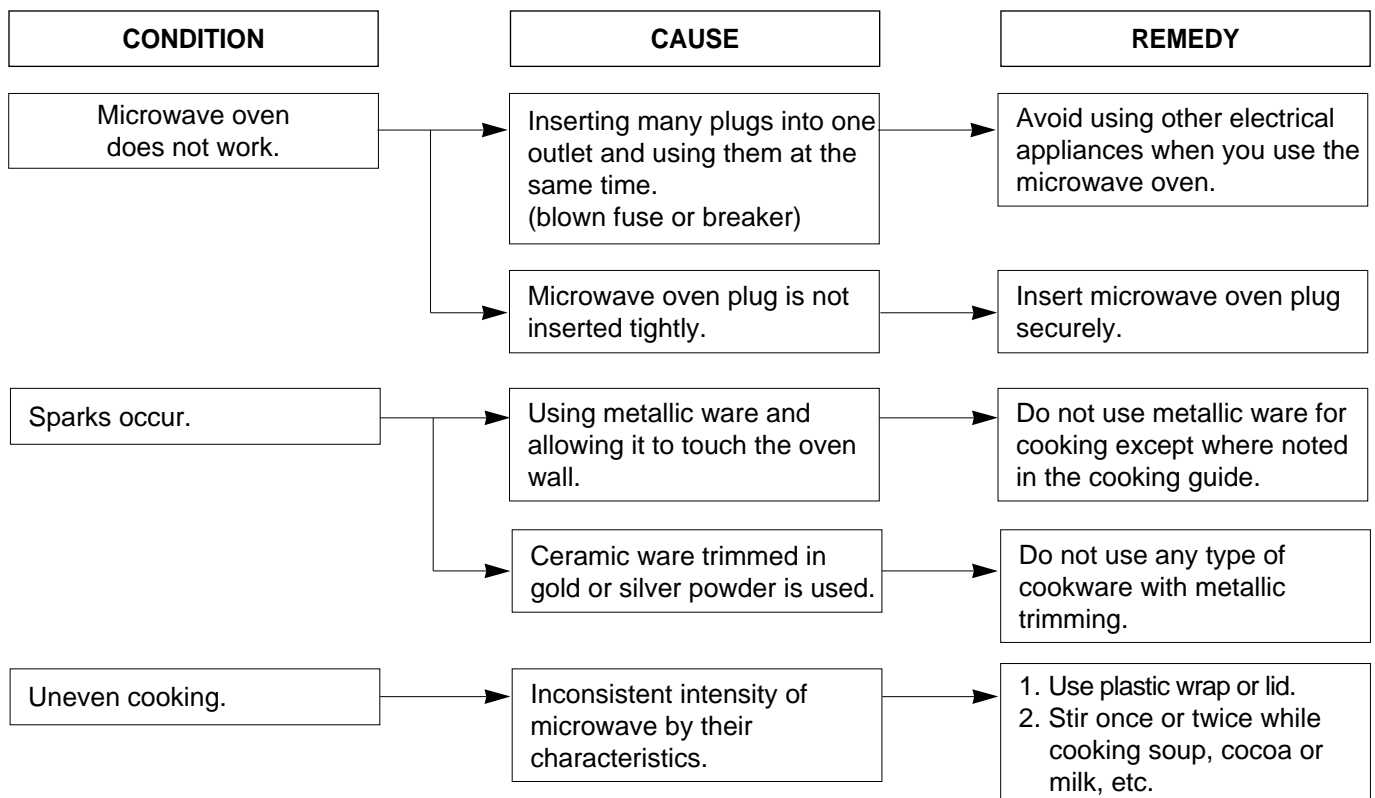 CONDITION
CAUSE
REMEDY
Microwave oven
does not work.
Inserting many plugs into one
outlet and using them at the
same time.
(blown fuse or breaker)
Avoid using other electrical
appliances when you use the
microwave oven.
Microwave oven plug is not
inserted tightly.
Insert microwave oven plug
securely.
Sparks occur.
Using metallic ware and
allowing it to touch the oven
wall.
Do not use metallic ware for
cooking except where noted
in the cooking guide.
Ceramic ware trimmed in
gold or silver powder is used.
Do not use any type of
cookware with metallic
trimming.
Uneven cooking.
Inconsistent intensity of
microwave by their
characteristics.
1. Use plastic wrap or lid.
2. Stir once or twice while
cooking soup, cocoa or
milk, etc.